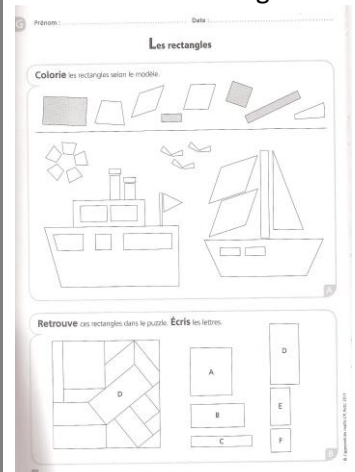 G
Prénom : Date :
Les rectangles
Colorie les rectangles selon le modèle.
A
Retrouve ces rectangles dans le puzzle. Écris les lettres.
D
A
D
B
E
C
F
B